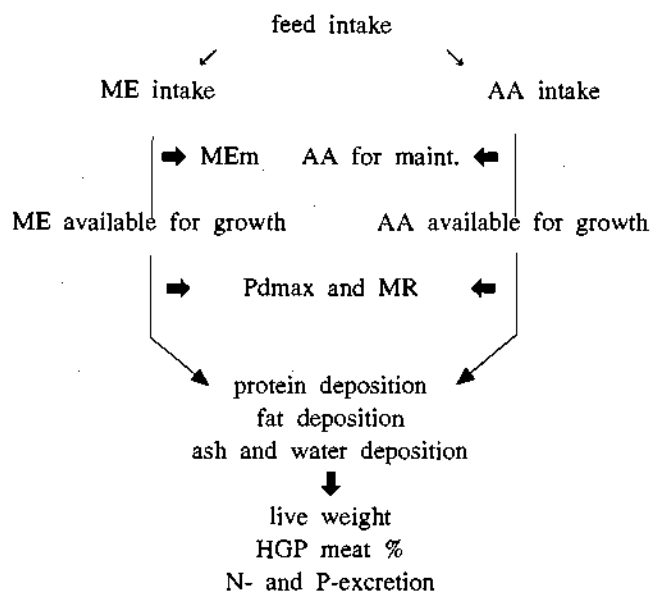 feed intake
ME intake AA intake
MEm AA for maint.
ME available for growth AA available for growth
Pdmax and MR
protein deposition
fat deposition
ash and water deposition
live weight
HGP meat %
N- and P-excretion